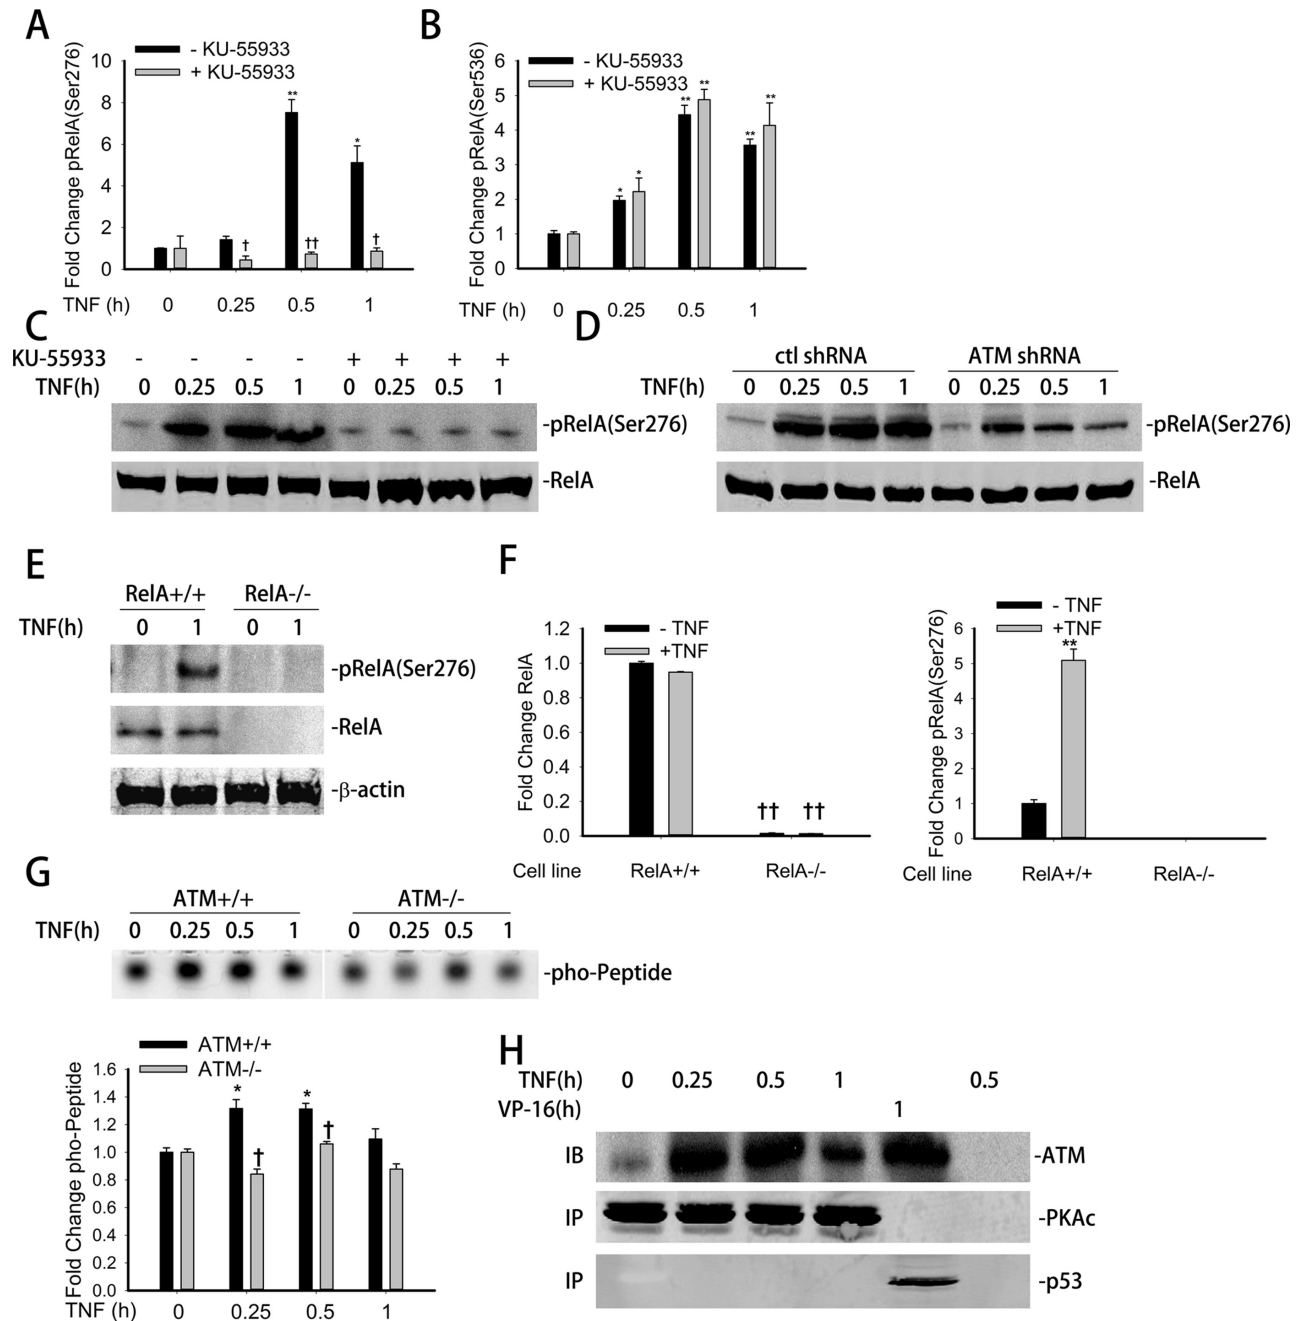 A
- KU-55933
+ KU-55933
Fold Change pRelA(Ser276)
10
8
6
4
2
0
**
*
†
††
†
TNF (h) 0 0.25 0.5 1
B
- KU-55933
+ KU-55933
Fold Change pRelA(Ser536)
6
5
4
3
2
1
0
* * ** ** ** **
TNF (h) 0 0.25 0.5 1
C
KU-55933 - - - - + + + +
TNF(h) 0 0.25 0.5 1 0 0.25 0.5 1
-pRelA(Ser276)
-RelA
D
ctl shRNA ATM shRNA
TNF(h) 0 0.25 0.5 1 0 0.25 0.5 1
-pRelA(Ser276)
-RelA
E
RelA+/+ RelA-/-
TNF(h) 0 1 0 1
-pRelA(Ser276)
-RelA
-β-actin
F
- TNF
+TNF
Fold Change RelA
1.2
1.0
0.8
0.6
0.4
0.2
0.0
†† ††
Cell line RelA+/+ RelA-/-
- TNF
+TNF
**
Fold Change pRelA(Ser276)
6
5
4
3
2
1
0
Cell line RelA+/+ RelA-/-
G
ATM+/+ ATM-/-
TNF(h) 0 0.25 0.5 1 0 0.25 0.5 1
-pho-Peptide
ATM+/+
ATM-/-
Fold Change pho-Peptide
1.6
1.4
1.2
1.0
0.8
0.6
0.4
0.2
0.0
* † * †
TNF (h) 0 0.25 0.5 1
H
TNF(h) 0 0.25 0.5 1 0.5
VP-16(h) 1
IB -ATM
IP -PKAc
IP -p53